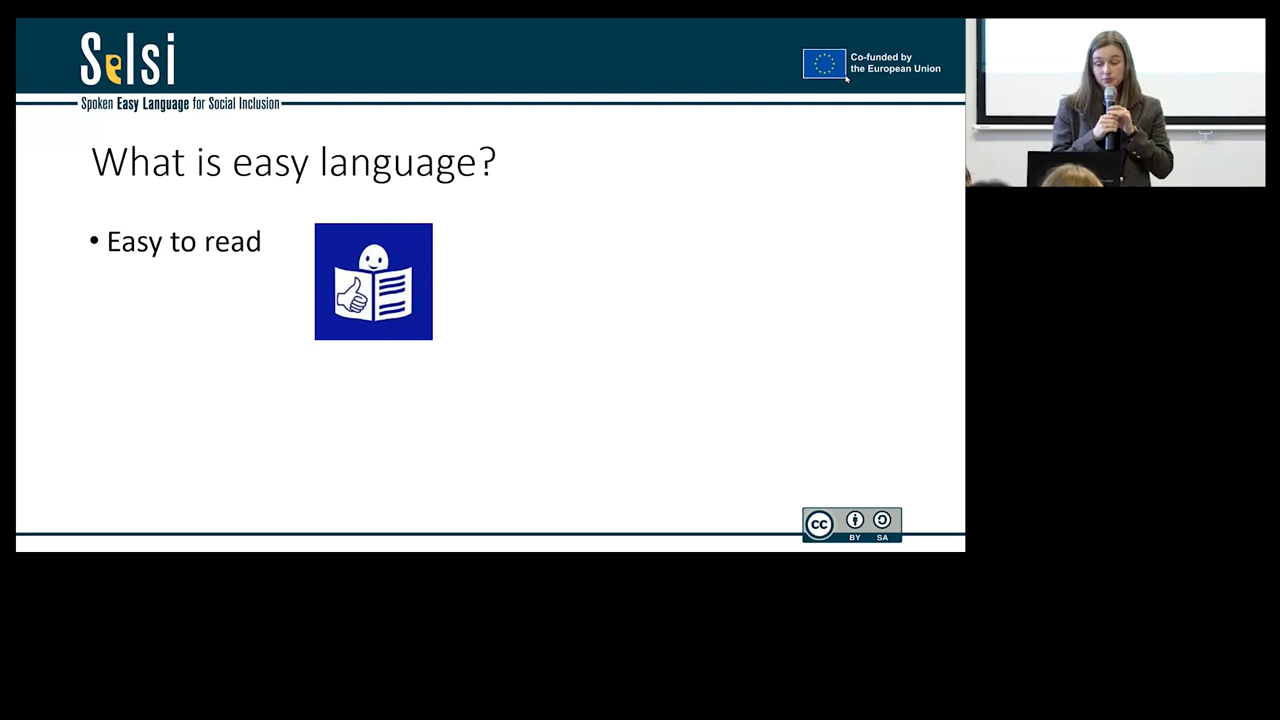 Selsi
Spoken Easy Language for Social Inclusion
Co-funded by
the European Union
What is easy language?
• Easy to read
cc
BY SA